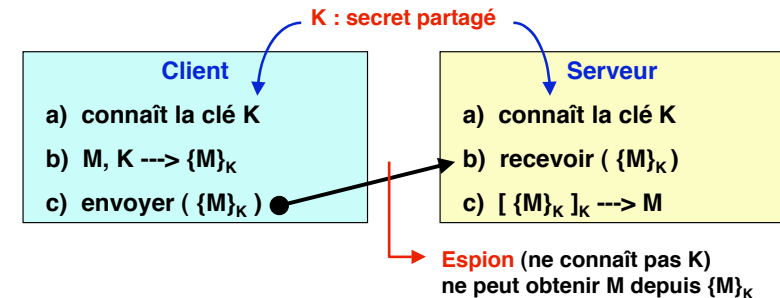 K : secret partagé
Client
a) connaît la clé K
b) M, K ---> {M}K
c) envoyer ( {M}K )
Serveur
a) connaît la clé K
b) recevoir ( {M}K )
c) [ {M}K ]K ---> M
Espion (ne connaît pas K)
ne peut obtenir M depuis {M}K